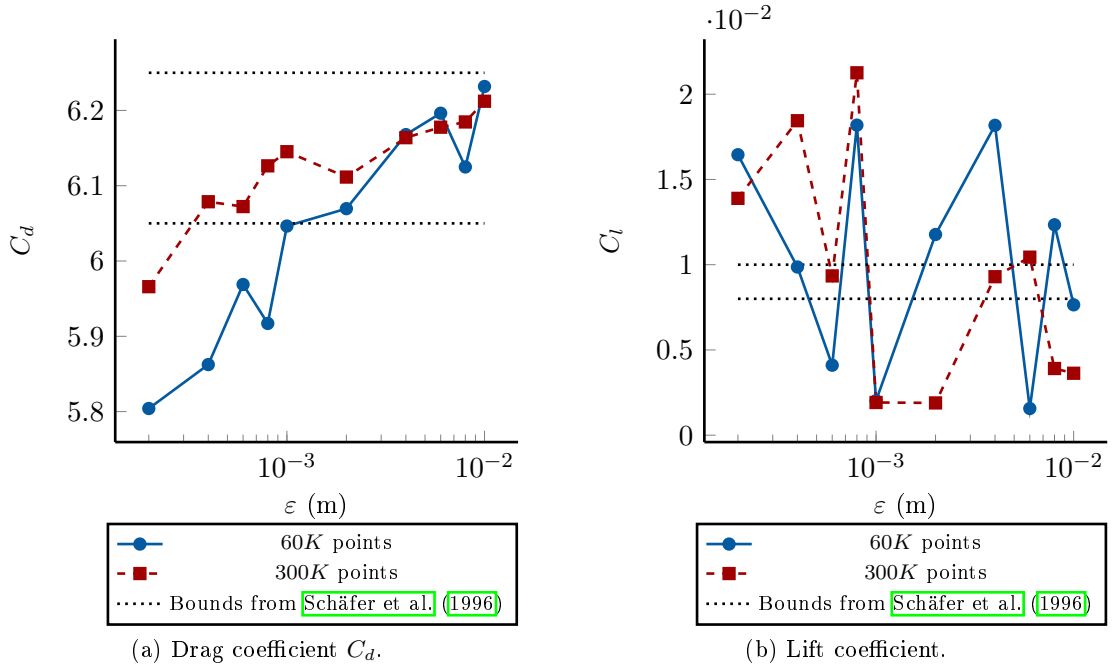 6.2
6.1
6
5.9
5.8
C_d
10^{-3}
10^{-2}
ε (m)
60K points
300K points
Bounds from Schäfer et al. (1996)
(a) Drag coefficient C_d.
·10^{-2}
2
1.5
1
0.5
0
C_l
10^{-3}
10^{-2}
ε (m)
60K points
300K points
Bounds from Schäfer et al. (1996)
(b) Lift coefficient.